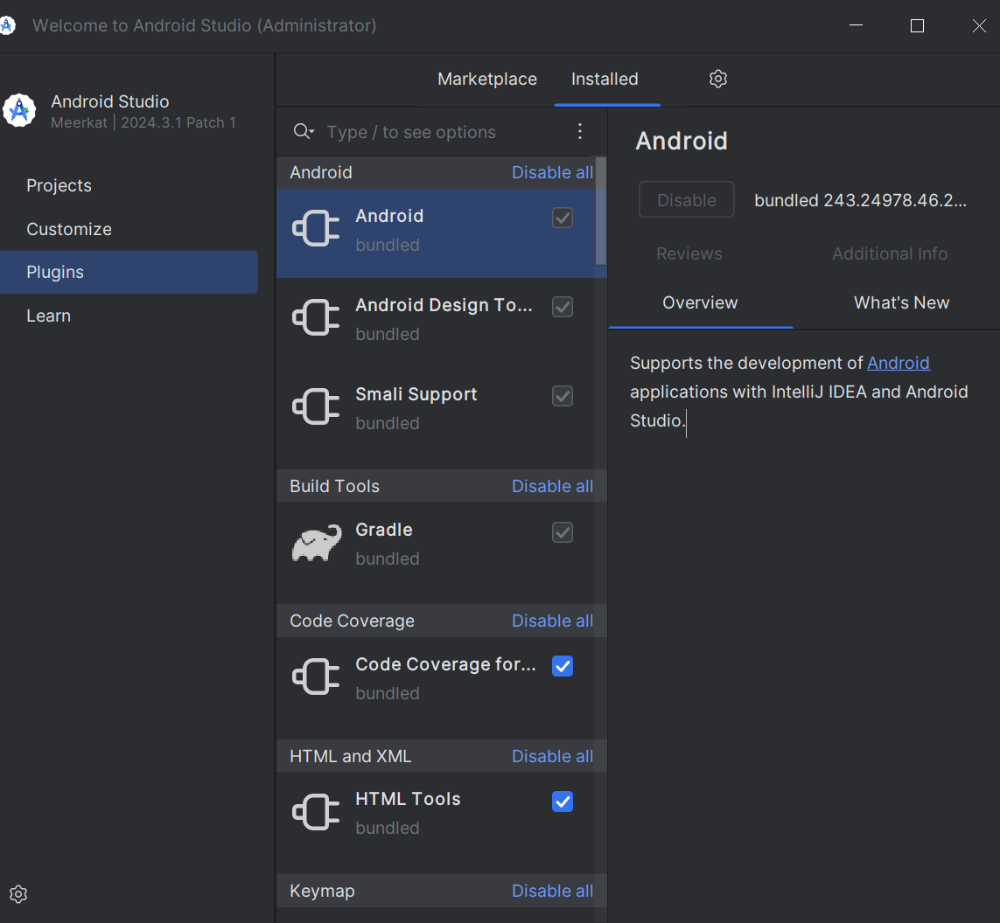 Welcome to Android Studio (Administrator)
Android Studio
Meerkat | 2024.3.1 Patch 1
Projects
Customize
Plugins
Learn
Marketplace
Installed
Type / to see options
Android
Disable all
Android
bundled
Android Design To...
bundled
Smali Support
bundled
Build Tools
Disable all
Gradle
bundled
Code Coverage
Disable all
Code Coverage for...
bundled
HTML and XML
Disable all
HTML Tools
bundled
Keymap
Disable all
Android
Disable
bundled 243.24978.46.2...
Reviews
Additional Info
Overview
What's New
Supports the development of Android
applications with IntelliJ IDEA and Android
Studio.